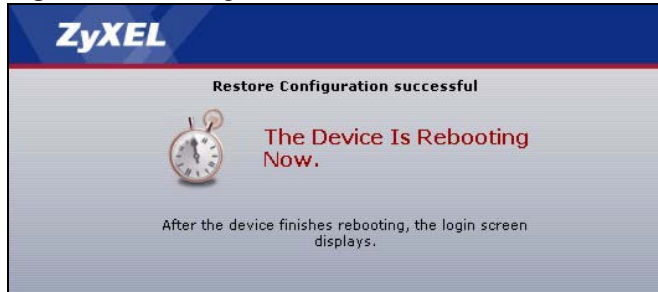 ZyXEL
Restore Configuration successful
The Device Is Rebooting
Now.
After the device finishes rebooting, the login screen
displays.